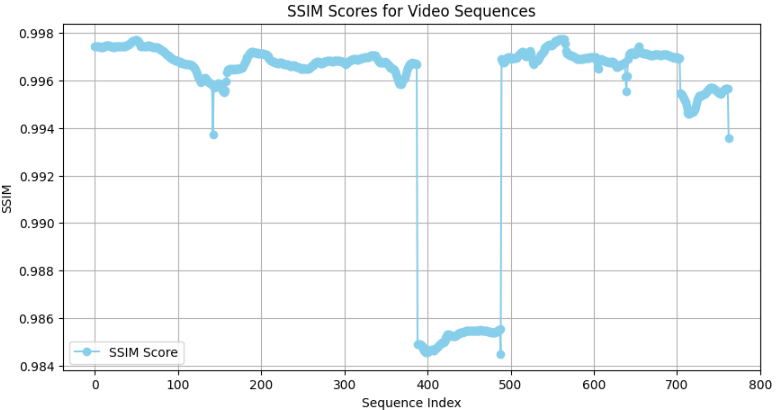 SSIM Scores for Video Sequences
SSIM
0.998
0.996
0.994
0.992
0.990
0.988
0.986
0.984
SSIM Score
0 100 200 300 400 500 600 700 800
Sequence Index